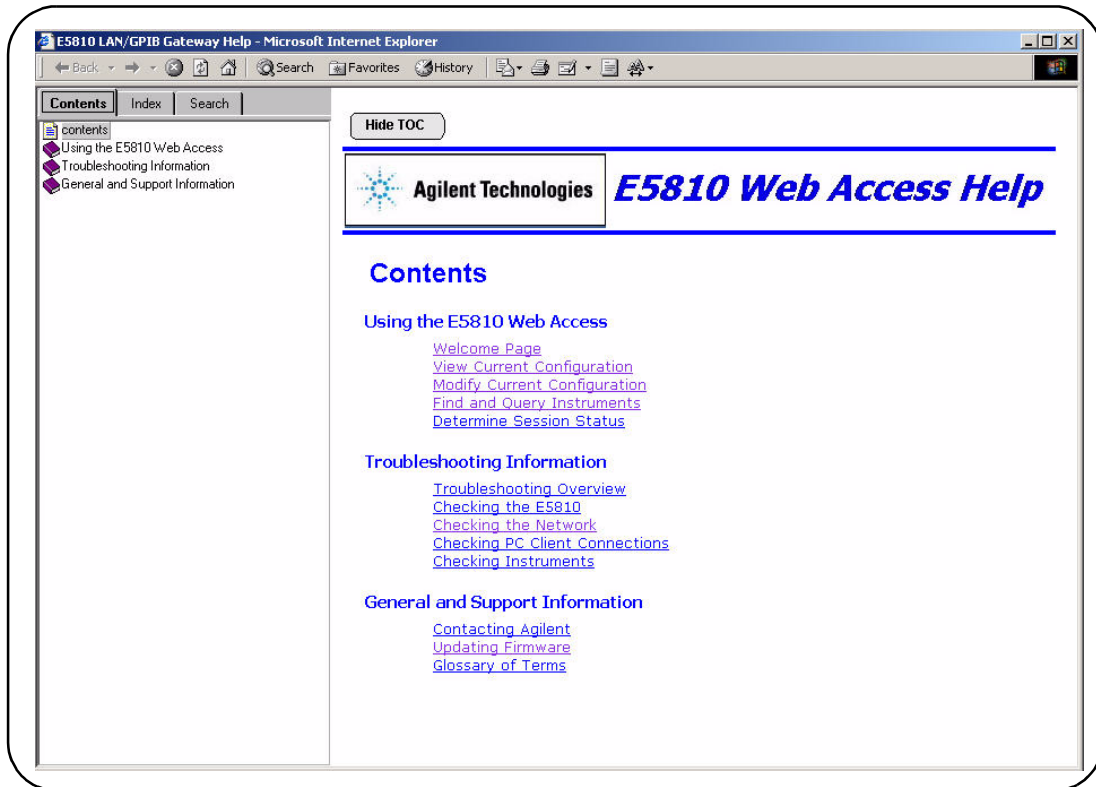 E5810 LAN/GPIB Gateway Help - Microsoft Internet Explorer
Back Search Favorites History
Contents Index Search
contents
Using the E5810 Web Access
Troubleshooting Information
General and Support Information
Hide TOC
Agilent Technologies E5810 Web Access Help
Contents
Using the E5810 Web Access
Welcome Page
View Current Configuration
Modify Current Configuration
Find and Query Instruments
Determine Session Status
Troubleshooting Information
Troubleshooting Overview
Checking the E5810
Checking the Network
Checking PC Client Connections
Checking Instruments
General and Support Information
Contacting Agilent
Updating Firmware
Glossary of Terms